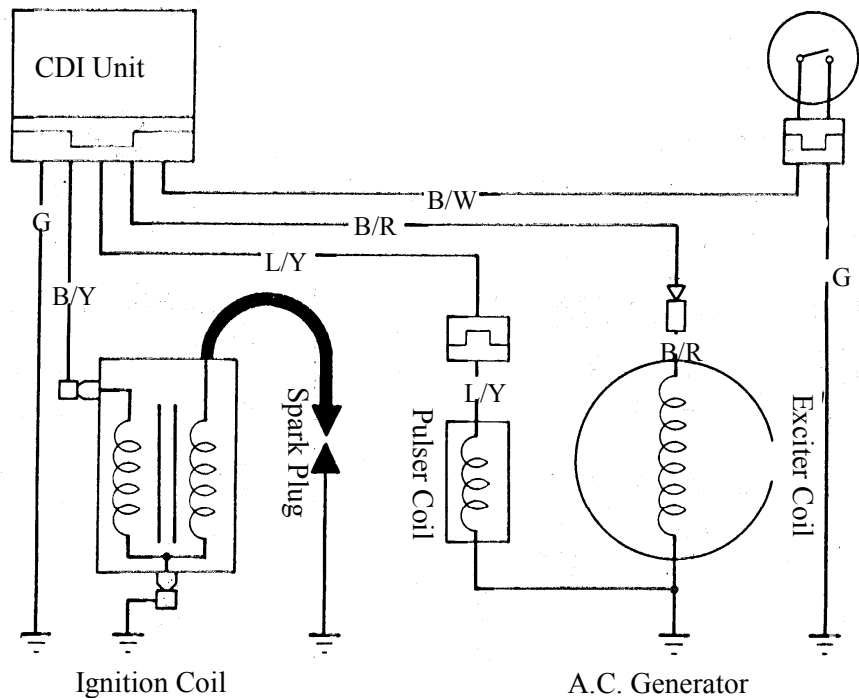 CDI Unit
B/W
G
B/R
L/Y
G
B/Y
B/R
L/Y
Spark Plug
Pulser Coil
Exciter Coil
Ignition Coil
A.C. Generator